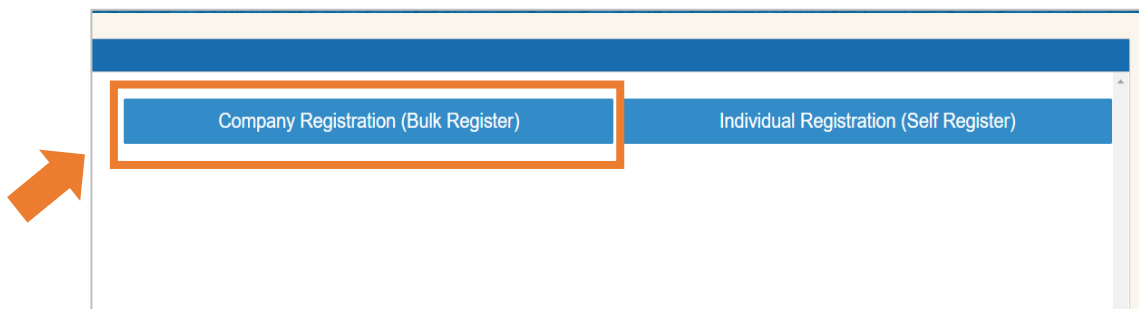 Company Registration (Bulk Register)
Individual Registration (Self Register)